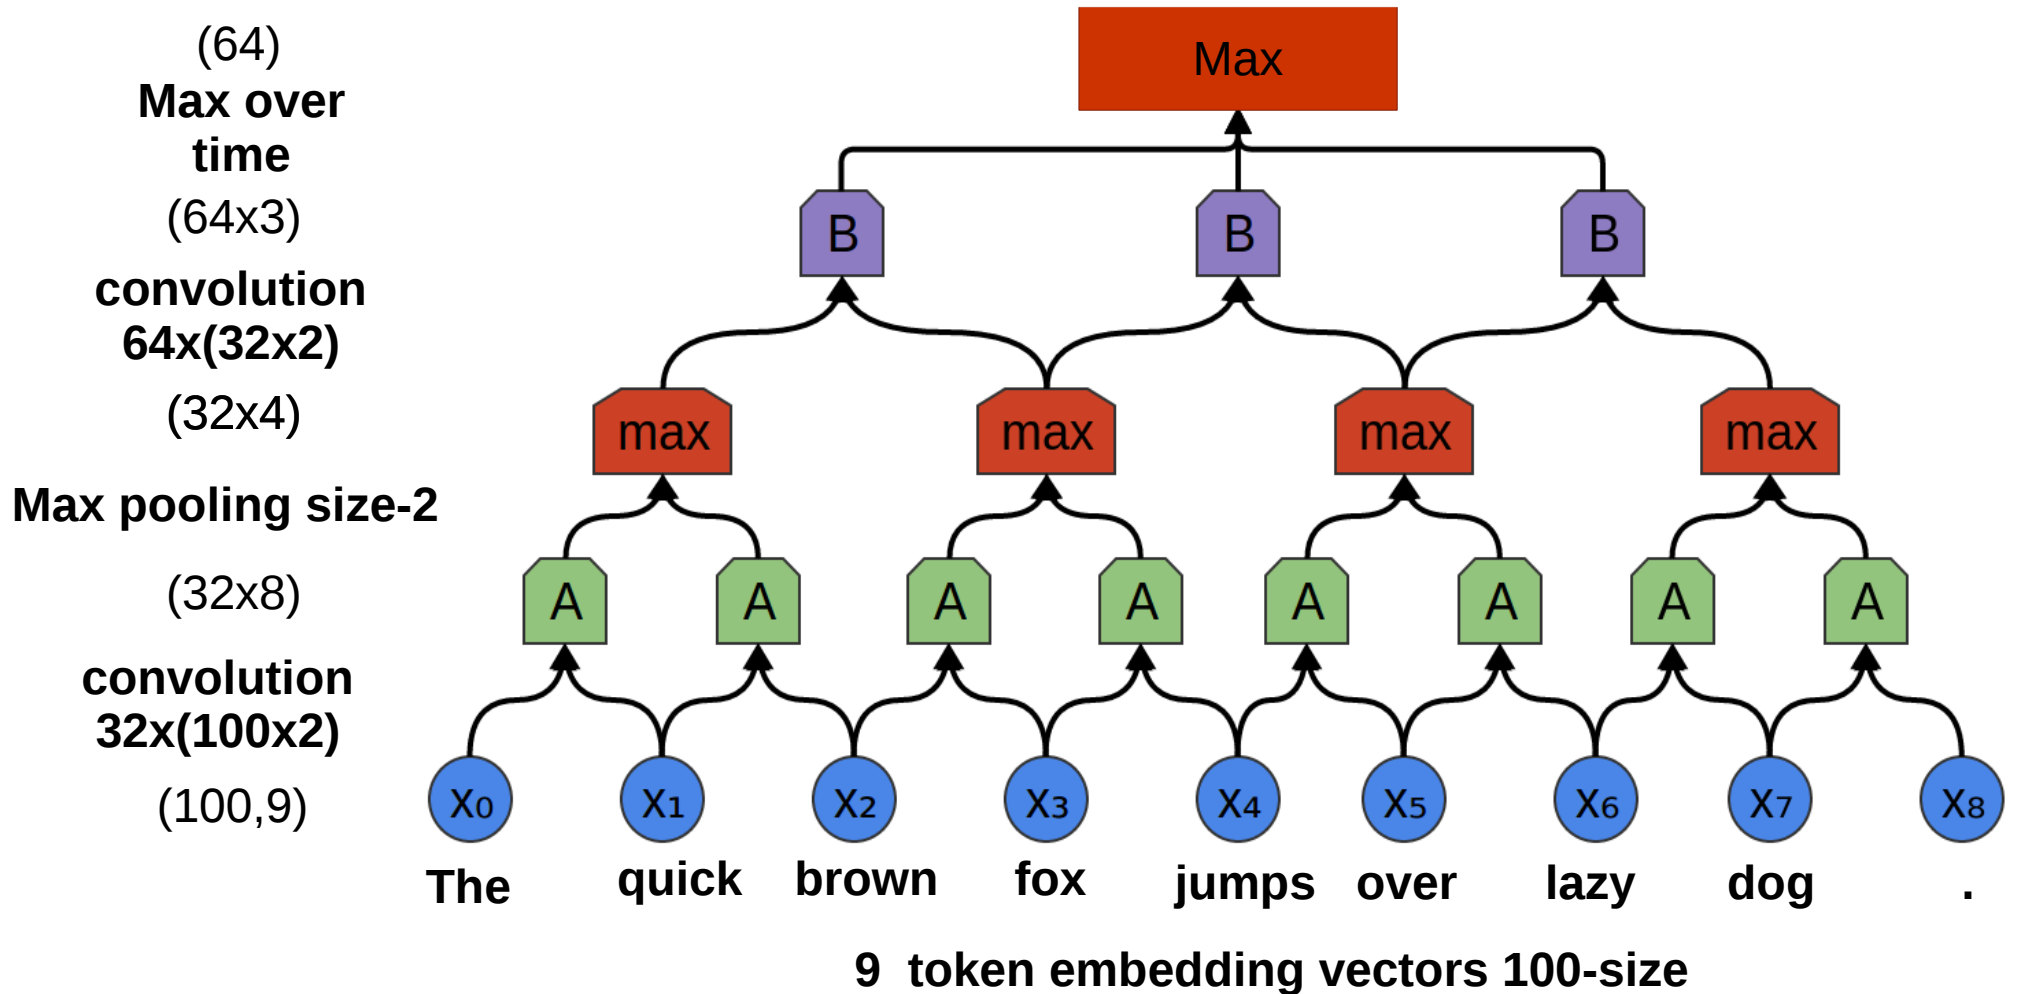 (64)
Max
Max over
time
(64x3)
B B B
convolution
64x(32x2)
(32x4)
max max max max
Max pooling size-2
(32x8)
A A A A A A A A
convolution
32x(100x2)
(100,9)
x₀ x₁ x₂ x₃ x₄ x₅ x₆ x₇ x₈
The quick brown fox jumps over lazy dog .
9 token embedding vectors 100-size